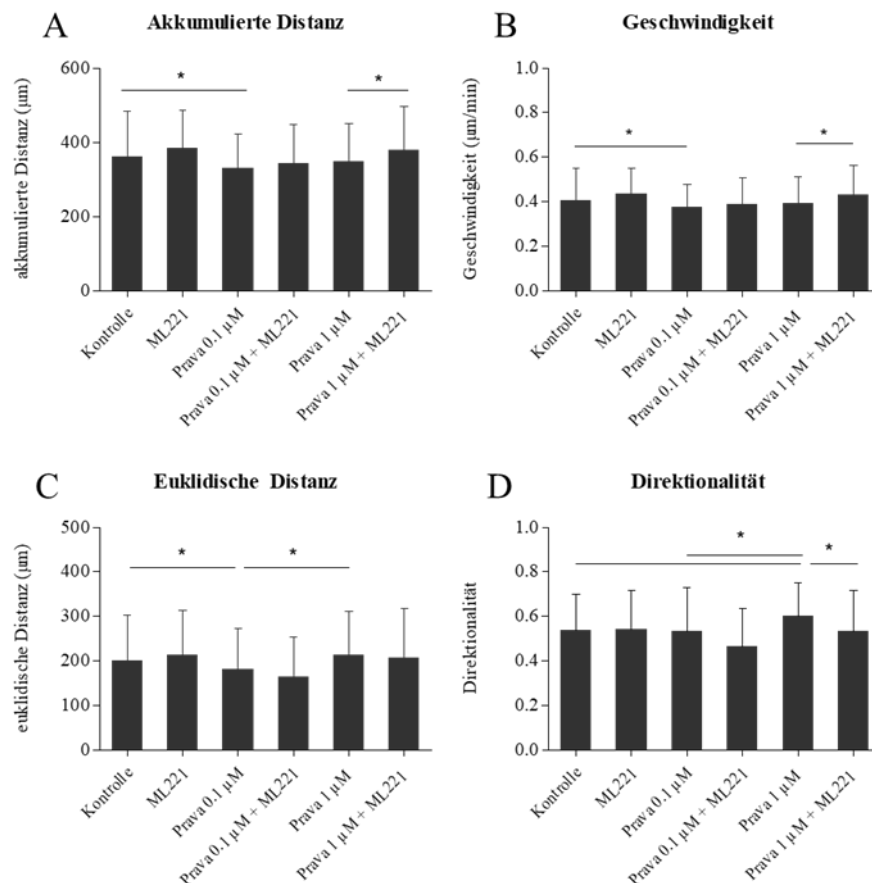 A
Akkumulierte Distanz
akkumulierte Distanz (µm)
600
400
200
0
*
*
Kontrolle
ML221
Prava 0.1 µM
Prava 0.1 µM + ML221
Prava 1 µM
Prava 1 µM + ML221
B
Geschwindigkeit
Geschwindigkeit (µm/min)
1.0
0.8
0.6
0.4
0.2
0.0
*
*
Kontrolle
ML221
Prava 0.1 µM
Prava 0.1 µM + ML221
Prava 1 µM
Prava 1 µM + ML221
C
Euklidische Distanz
euklidische Distanz (µm)
500
400
300
200
100
0
*
*
Kontrolle
ML221
Prava 0.1 µM
Prava 0.1 µM + ML221
Prava 1 µM
Prava 1 µM + ML221
D
Direktionalität
Direktionalität
1.0
0.8
0.6
0.4
0.2
0.0
*
*
Kontrolle
ML221
Prava 0.1 µM
Prava 0.1 µM + ML221
Prava 1 µM
Prava 1 µM + ML221